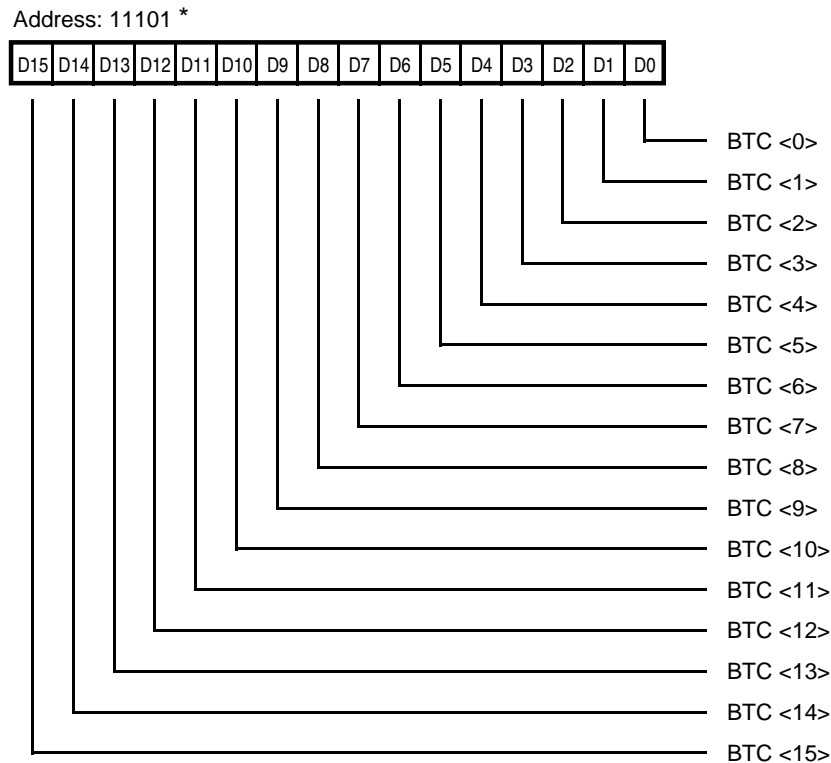 Address: 11101 *
D15 D14 D13 D12 D11 D10 D9 D8 D7 D6 D5 D4 D3 D2 D1 D0
BTC <0>
BTC <1>
BTC <2>
BTC <3>
BTC <4>
BTC <5>
BTC <6>
BTC <7>
BTC <8>
BTC <9>
BTC <10>
BTC <11>
BTC <12>
BTC <13>
BTC <14>
BTC <15>